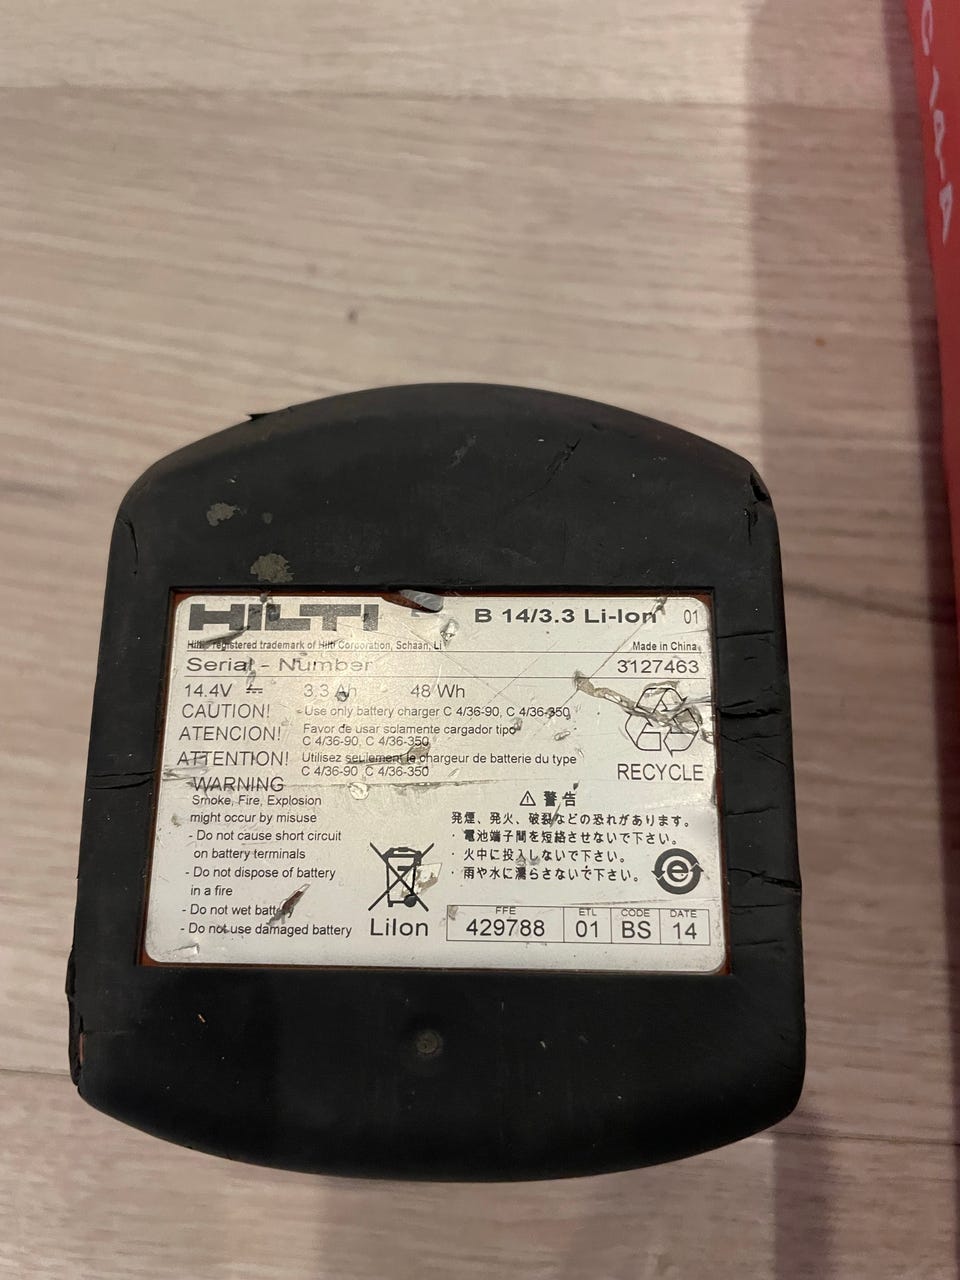 HILTI B 14/3.3 Li-Ion 01
Hilti registered trademark of Hilti Corporation, Schaan, LI Made in China
Serial - Number 3127463
14.4V 3.3 Ah 48 Wh
CAUTION! Use only battery charger C 4/36-90, C 4/36-350
ATENCION! Favor de usar solamente cargador tipo
C 4/36-90, C 4/36-350
ATTENTION! Utilisez seulement le chargeur de batterie du type
C 4/36-90 C 4/36-350
RECYCLE
WARNING
Smoke, Fire, Explosion
might occur by misuse
- Do not cause short circuit
on battery terminals
- Do not dispose of battery
in a fire
- Do not wet battery
- Do not use damaged battery
LiIon
警告
発煙、発火、破裂などの恐れがあります。
・電池端子間を短絡させないで下さい。
・火中に投入しないで下さい。
・雨や水に濡らさないで下さい。
FFE ETL CODE DATE
429788 01 BS 14